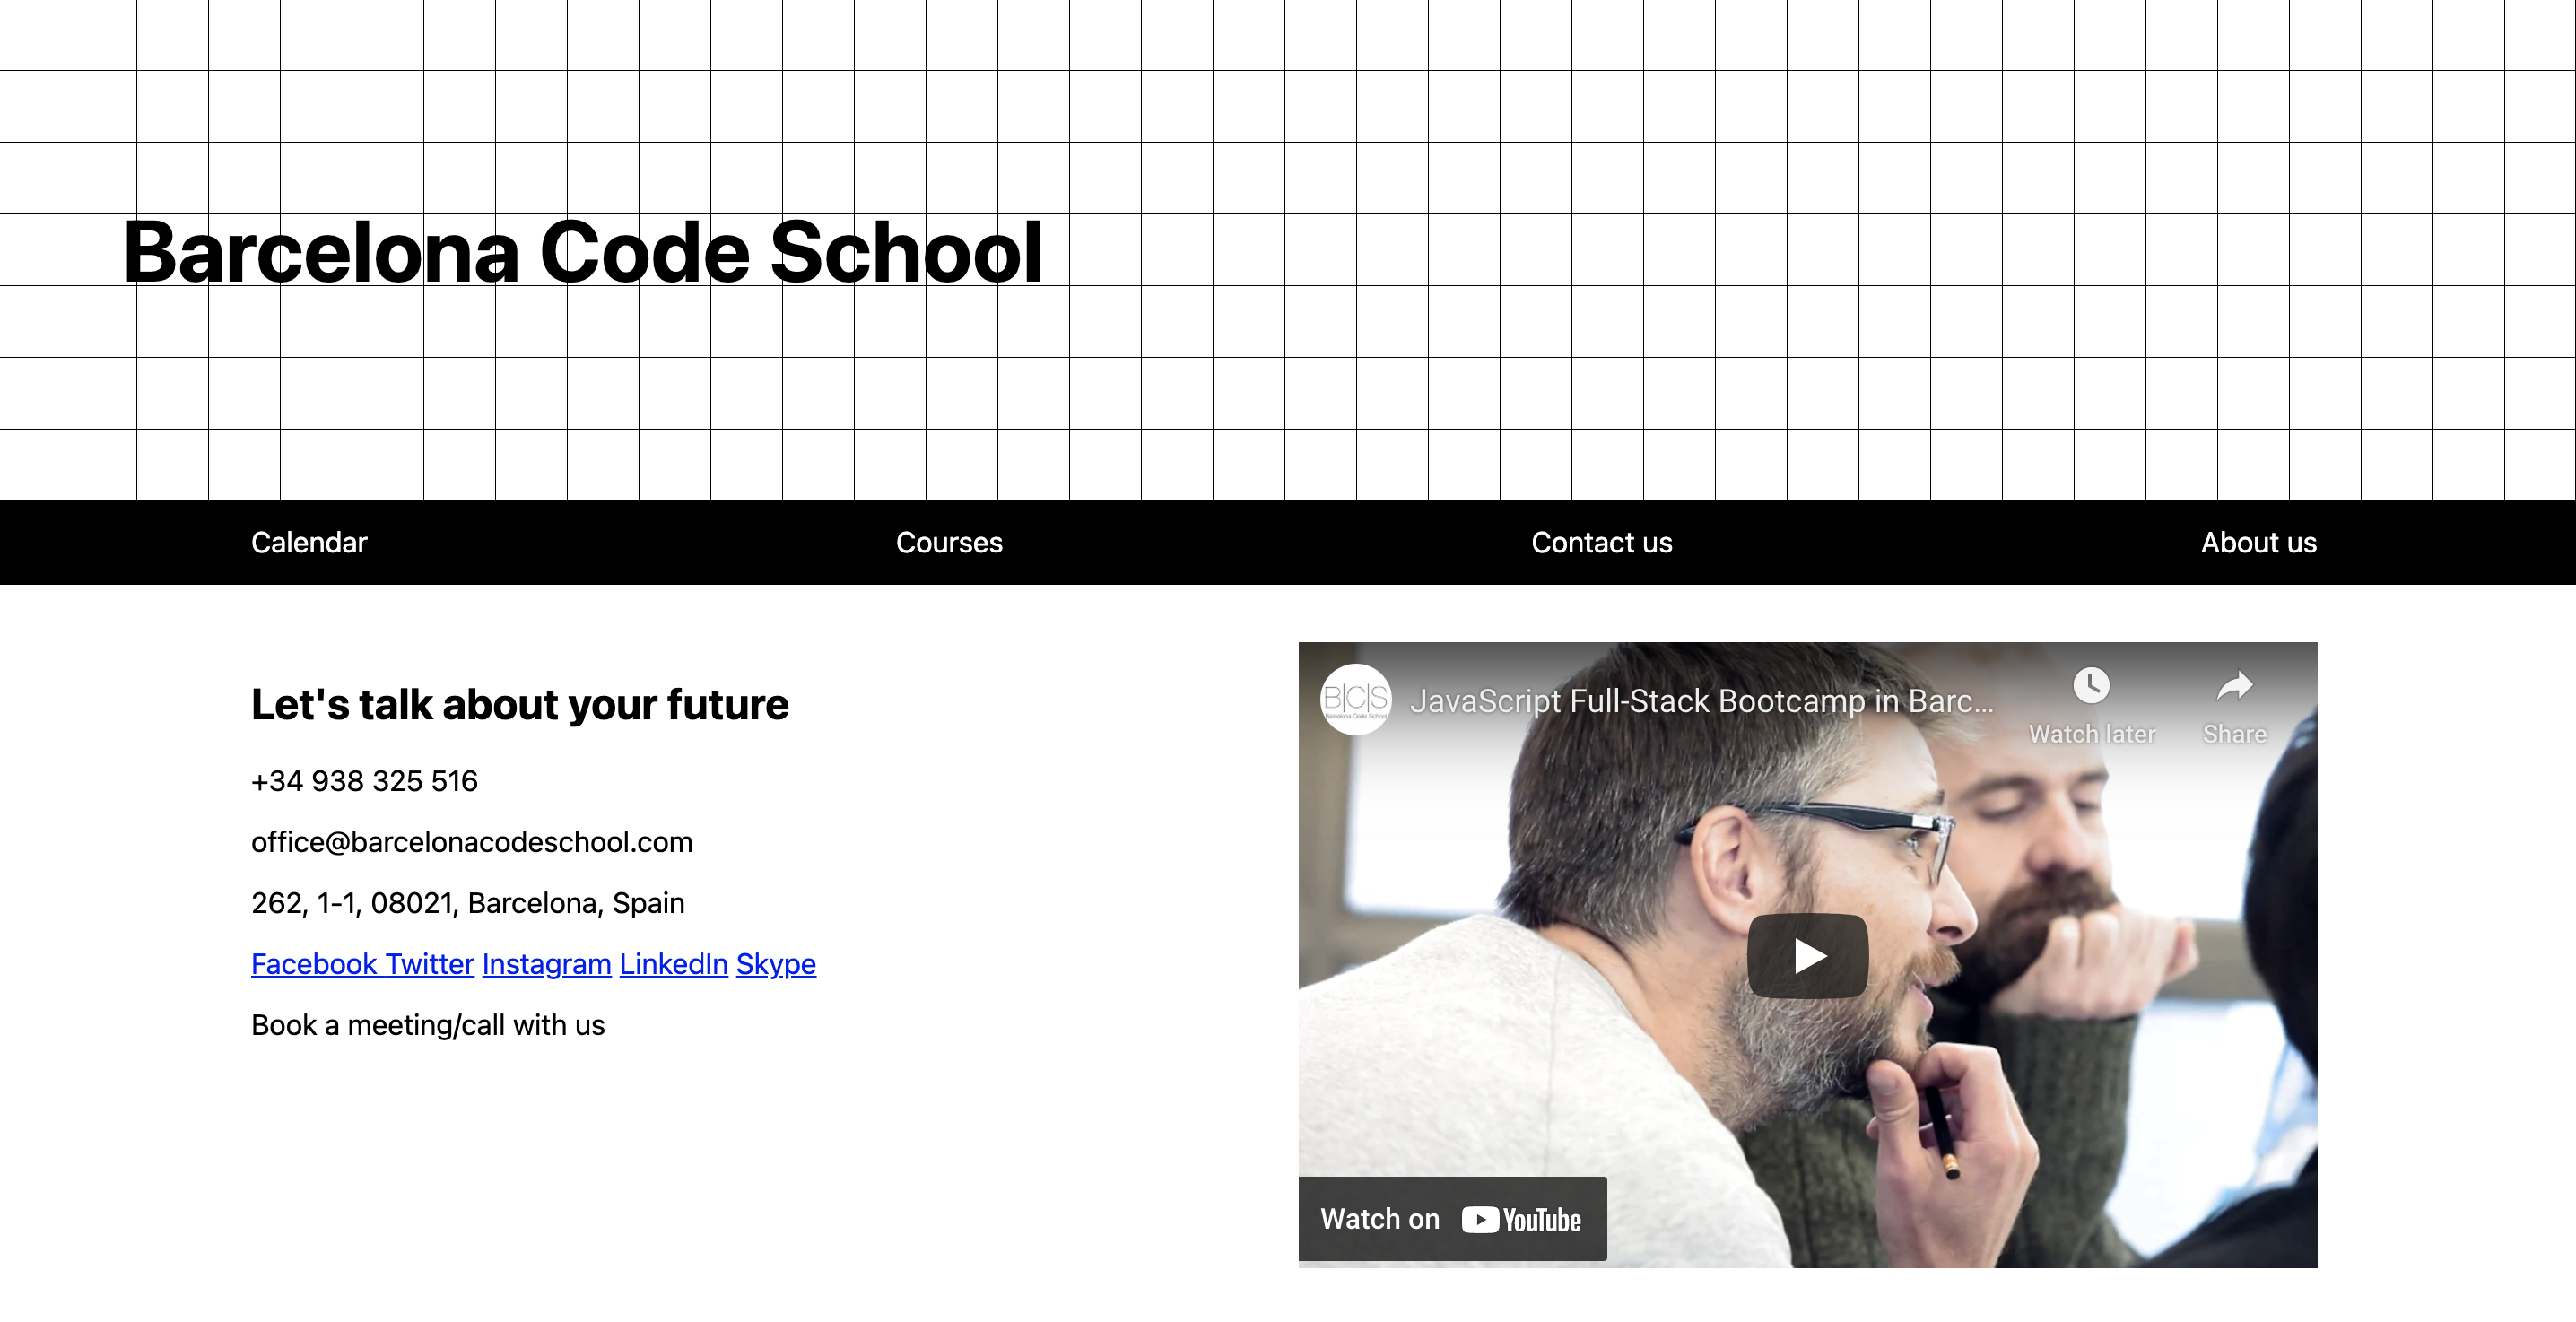 Barcelona Code School
Calendar Courses Contact us About us
Let's talk about your future
+34 938 325 516
office@barcelonacodeschool.com
262, 1-1, 08021, Barcelona, Spain
Facebook Twitter Instagram LinkedIn Skype
Book a meeting/call with us
B|C|S
Barcelona Code School
JavaScript Full-Stack Bootcamp in Barc...
Watch later
Share
Watch on YouTube